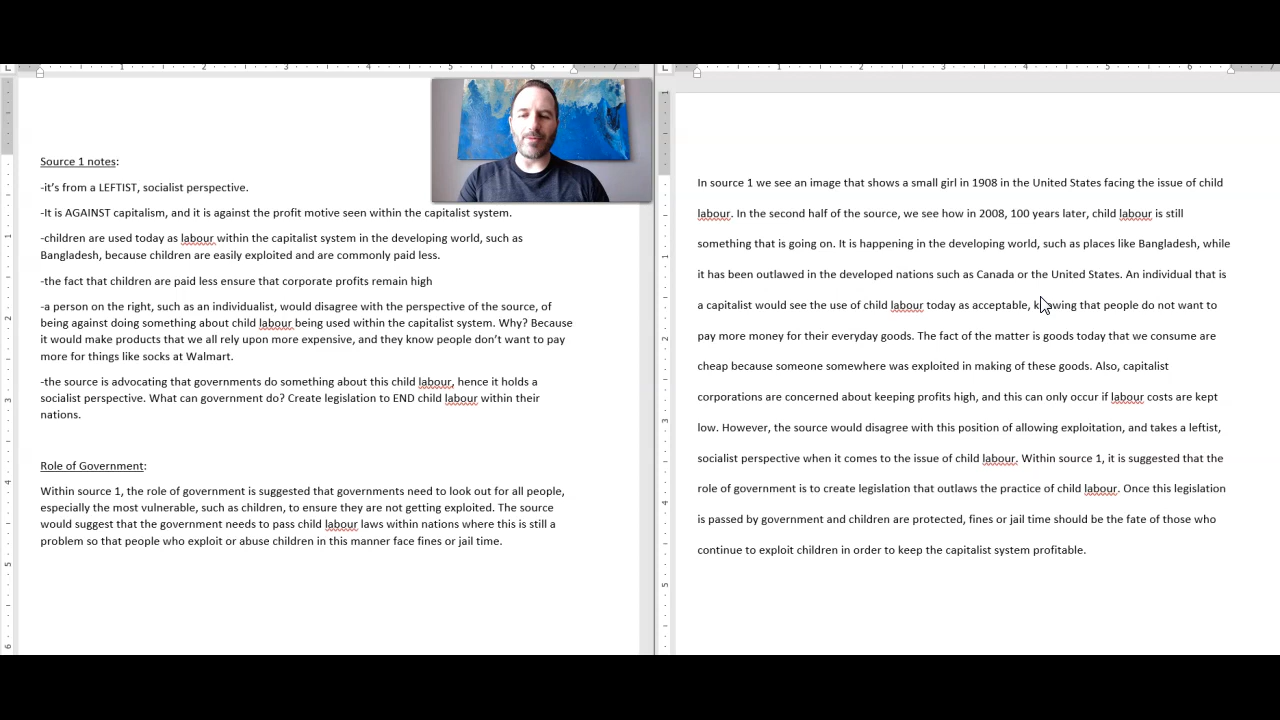 Source 1 notes:
-it's from a LEFTIST, socialist perspective.
-It is AGAINST capitalism, and it is against the profit motive seen within the capitalist system.
-children are used today as labour within the capitalist system in the developing world, such as
Bangladesh, because children are easily exploited and are commonly paid less.
-the fact that children are paid less ensure that corporate profits remain high
-a person on the right, such as an individualist, would disagree with the perspective of the source, of
being against doing something about child labour being used within the capitalist system. Why? Because
it would make products that we all rely upon more expensive, and they know people don't want to pay
more for things like socks at Walmart.
-the source is advocating that governments do something about this child labour, hence it holds a
socialist perspective. What can government do? Create legislation to END child labour within their
nations.
Role of Government:
Within source 1, the role of government is suggested that governments need to look out for all people,
especially the most vulnerable, such as children, to ensure they are not getting exploited. The source
would suggest that the government needs to pass child labour laws within nations where this is still a
problem so that people who exploit or abuse children in this manner face fines or jail time.
In source 1 we see an image that shows a small girl in 1908 in the United States facing the issue of child
labour. In the second half of the source, we see how in 2008, 100 years later, child labour is still
something that is going on. It is happening in the developing world, such as places like Bangladesh, while
it has been outlawed in the developed nations such as Canada or the United States. An individual that is
a capitalist would see the use of child labour today as acceptable, knowing that people do not want to
pay more money for their everyday goods. The fact of the matter is goods today that we consume are
cheap because someone somewhere was exploited in making of these goods. Also, capitalist
corporations are concerned about keeping profits high, and this can only occur if labour costs are kept
low. However, the source would disagree with this position of allowing exploitation, and takes a leftist,
socialist perspective when it comes to the issue of child labour. Within source 1, it is suggested that the
role of government is to create legislation that outlaws the practice of child labour. Once this legislation
is passed by government and children are protected, fines or jail time should be the fate of those who
continue to exploit children in order to keep the capitalist system profitable.